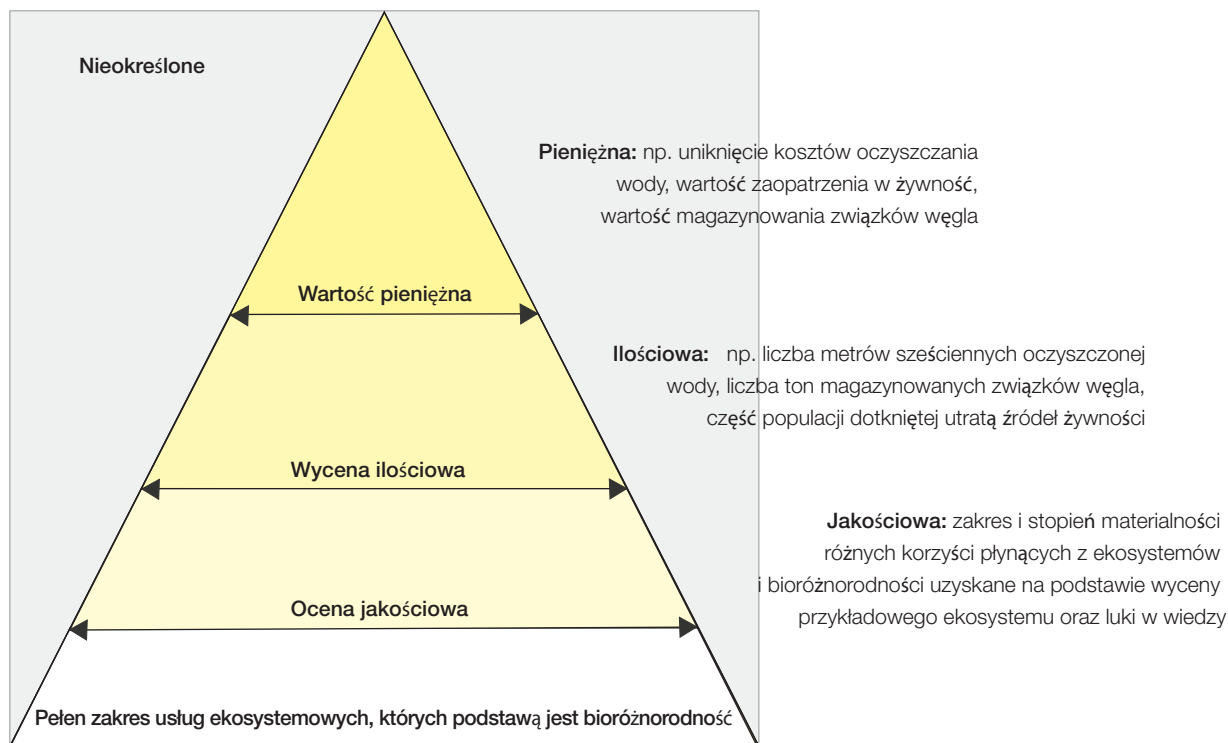 Nieokreślone
Pieniężna: np. uniknięcie kosztów oczyszczania
wody, wartość zaopatrzenia w żywność,
wartość magazynowania związków węgla
Wartość pieniężna
Ilościowa: np. liczba metrów sześciennych oczyszczonej
wody, liczba ton magazynowanych związków węgla,
część populacji dotkniętej utratą źródeł żywności
Wycena ilościowa
Jakościowa: zakres i stopień materialności
różnych korzyści płynących z ekosystemów
i bioróżnorodności uzyskane na podstawie wyceny
przykładowego ekosystemu oraz luki w wiedzy
Ocena jakościowa
Pełen zakres usług ekosystemowych, których podstawą jest bioróżnorodność